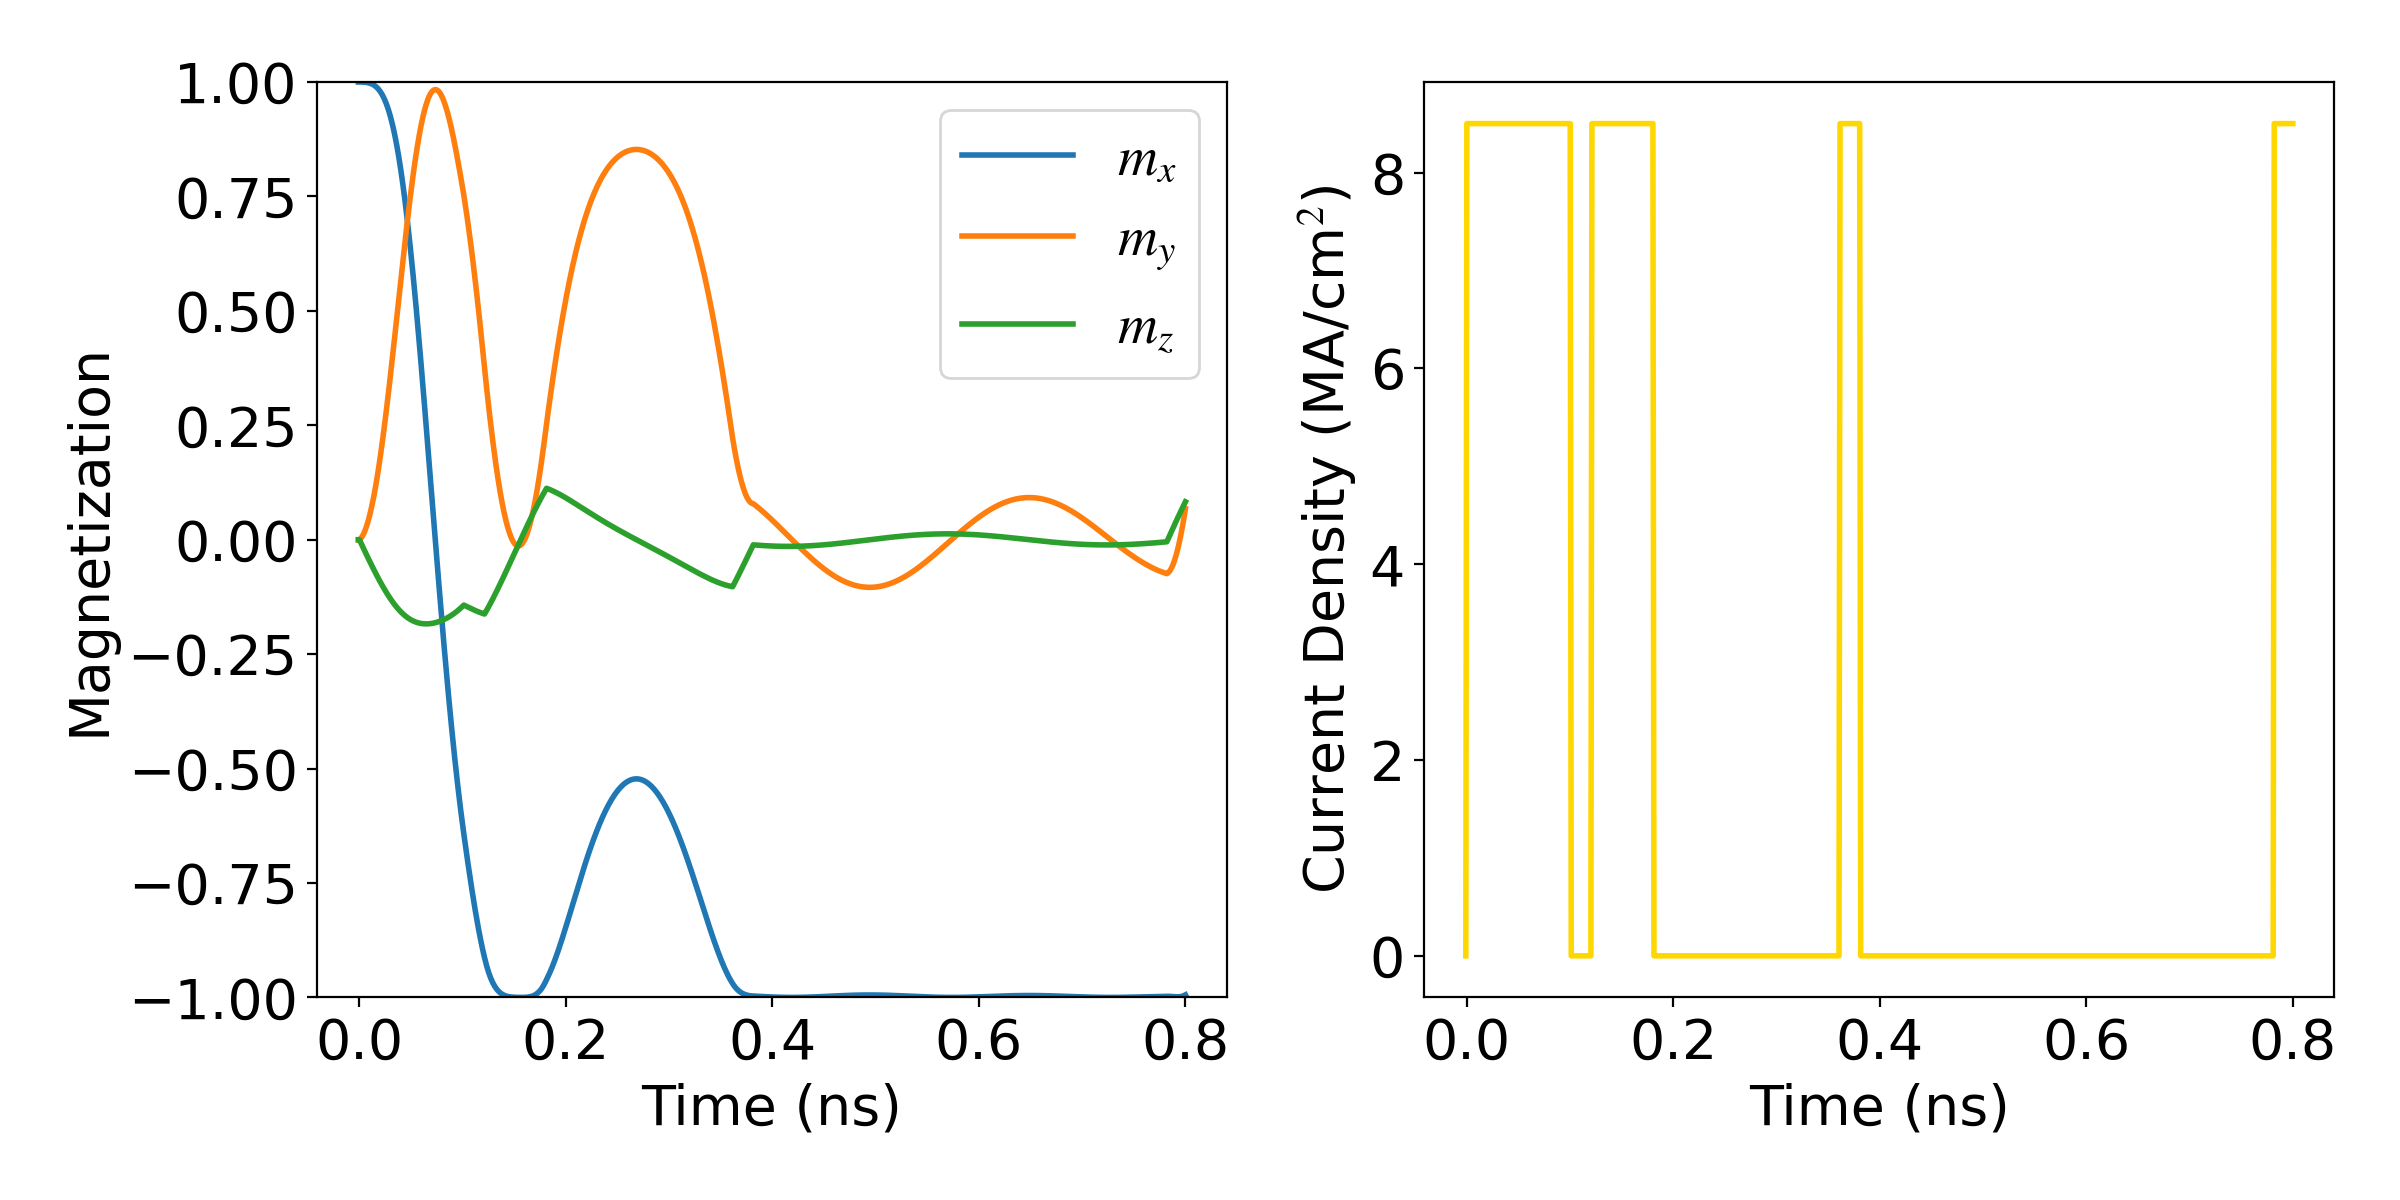 Magnetization
1.00
0.75
0.50
0.25
0.00
−0.25
−0.50
−0.75
−1.00
0.0 0.2 0.4 0.6 0.8
Time (ns)
m_x
m_y
m_z
Current Density (MA/cm²)
8
6
4
2
0
0.0 0.2 0.4 0.6 0.8
Time (ns)